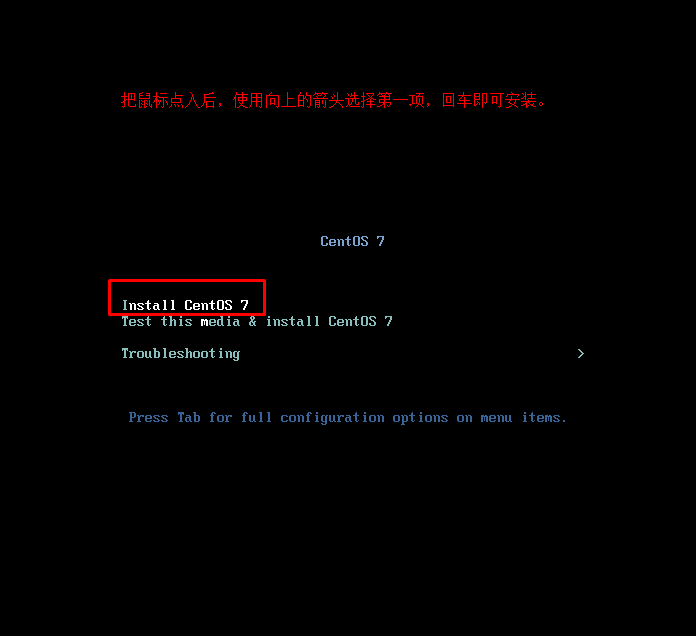 把鼠标点入后，使用向上的箭头选择第一项，回车即可安装。
CentOS 7
Install CentOS 7
Test this media & install CentOS 7
Troubleshooting >
Press Tab for full configuration options on menu items.